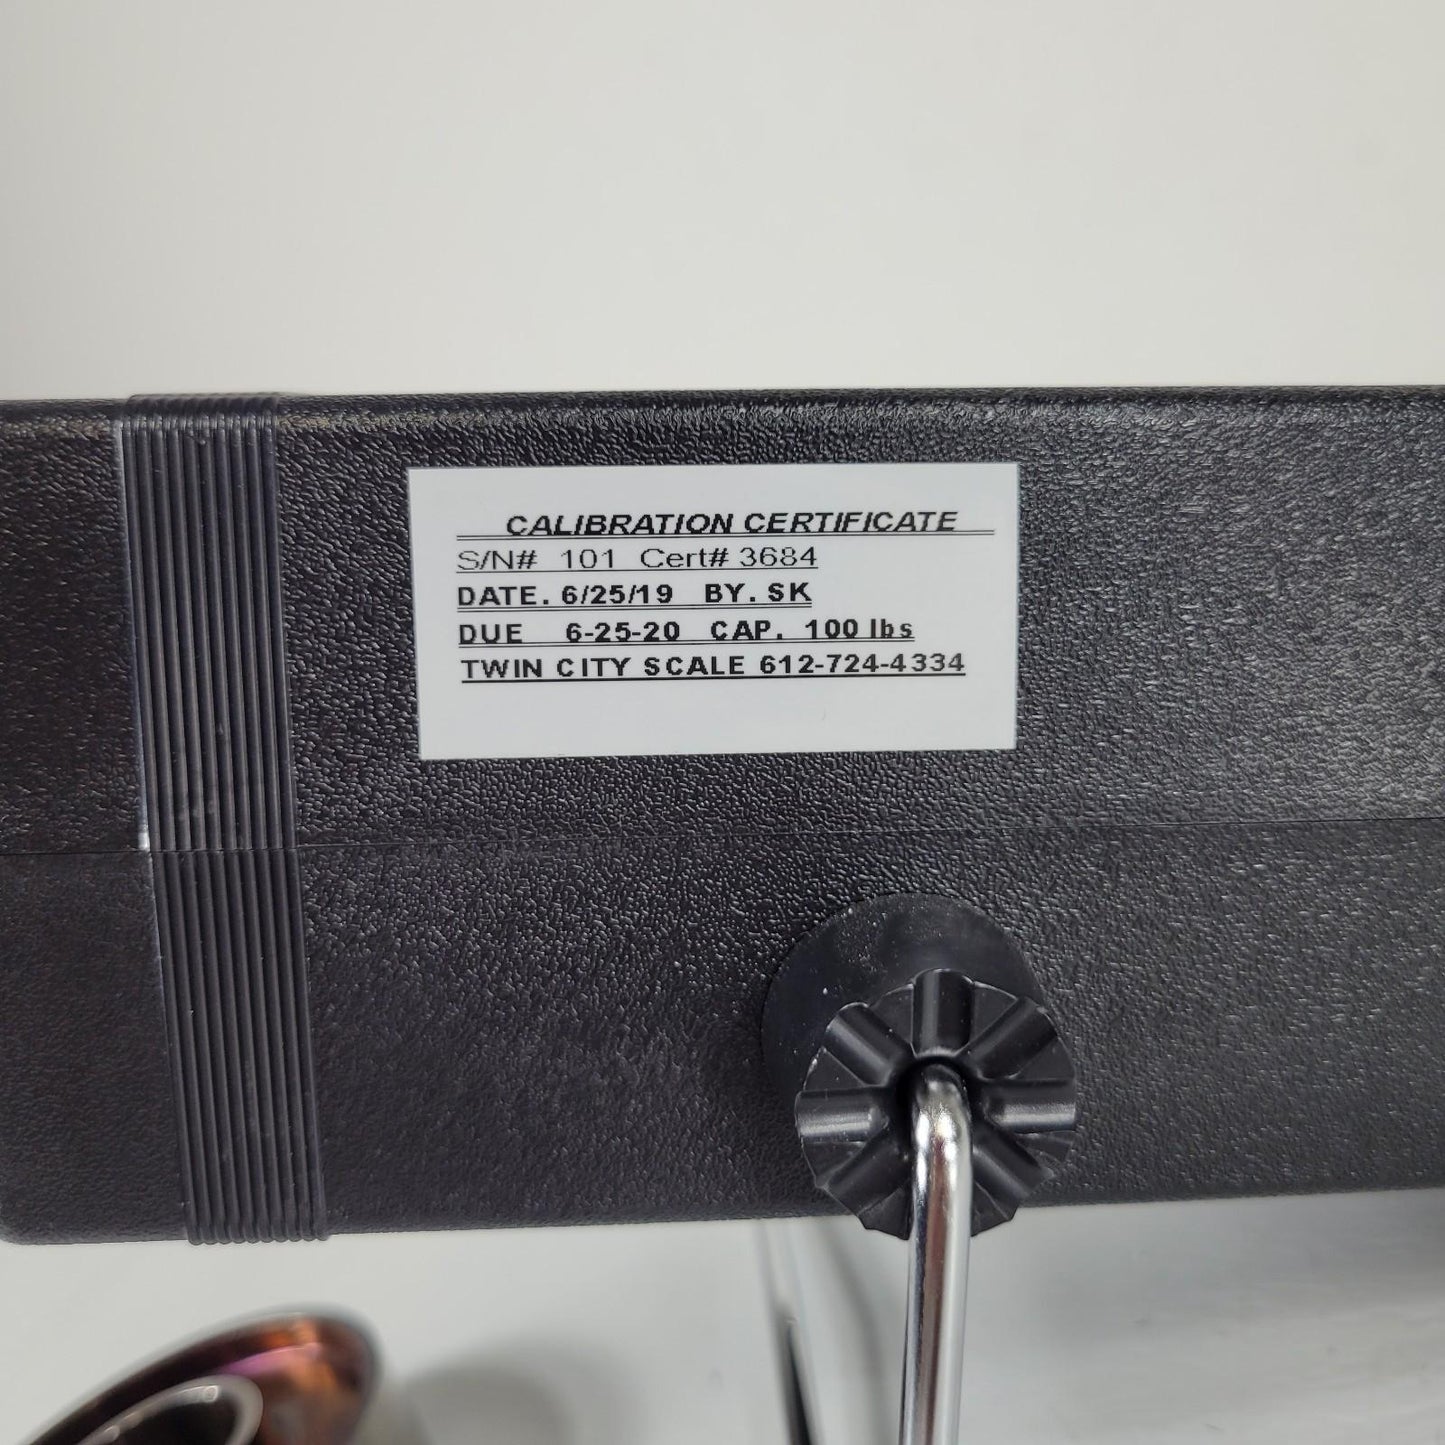 CALIBRATION CERTIFICATE
S/N# 101 Cert# 3684
DATE. 6/25/19 BY. SK
DUE 6-25-20 CAP. 100 lbs
TWIN CITY SCALE 612-724-4334